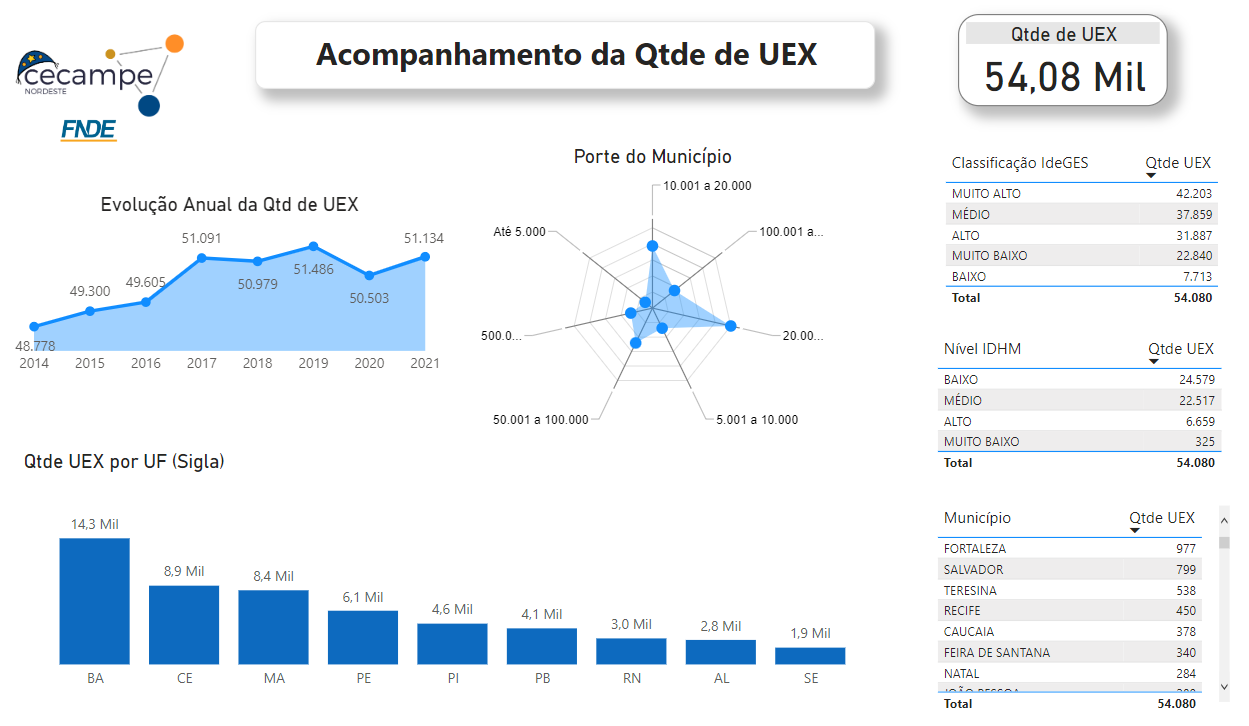 cecampe
NORDESTE
FNDE
Acompanhamento da Qtde de UEX
Qtde de UEX
54,08 Mil
Evolução Anual da Qtd de UEX
48.778
49.300
49.605
51.091
50.979
51.486
50.503
51.134
2014 2015 2016 2017 2018 2019 2020 2021
Porte do Município
10.001 a 20.000
100.001 a...
20.00...
5.001 a 10.000
50.001 a 100.000
500.0...
Até 5.000
Classificação IdeGES Qtde UEX
MUITO ALTO 42.203
MÉDIO 37.859
ALTO 31.887
MUITO BAIXO 22.840
BAIXO 7.713
Total 54.080
Nível IDHM Qtde UEX
BAIXO 24.579
MÉDIO 22.517
ALTO 6.659
MUITO BAIXO 325
Total 54.080
Qtde UEX por UF (Sigla)
14,3 Mil
8,9 Mil
8,4 Mil
6,1 Mil
4,6 Mil
4,1 Mil
3,0 Mil
2,8 Mil
1,9 Mil
BA CE MA PE PI PB RN AL SE
Município Qtde UEX
FORTALEZA 977
SALVADOR 799
TERESINA 538
RECIFE 450
CAUCAIA 378
FEIRA DE SANTANA 340
NATAL 284
JOÃO PESSOA
Total 54.080